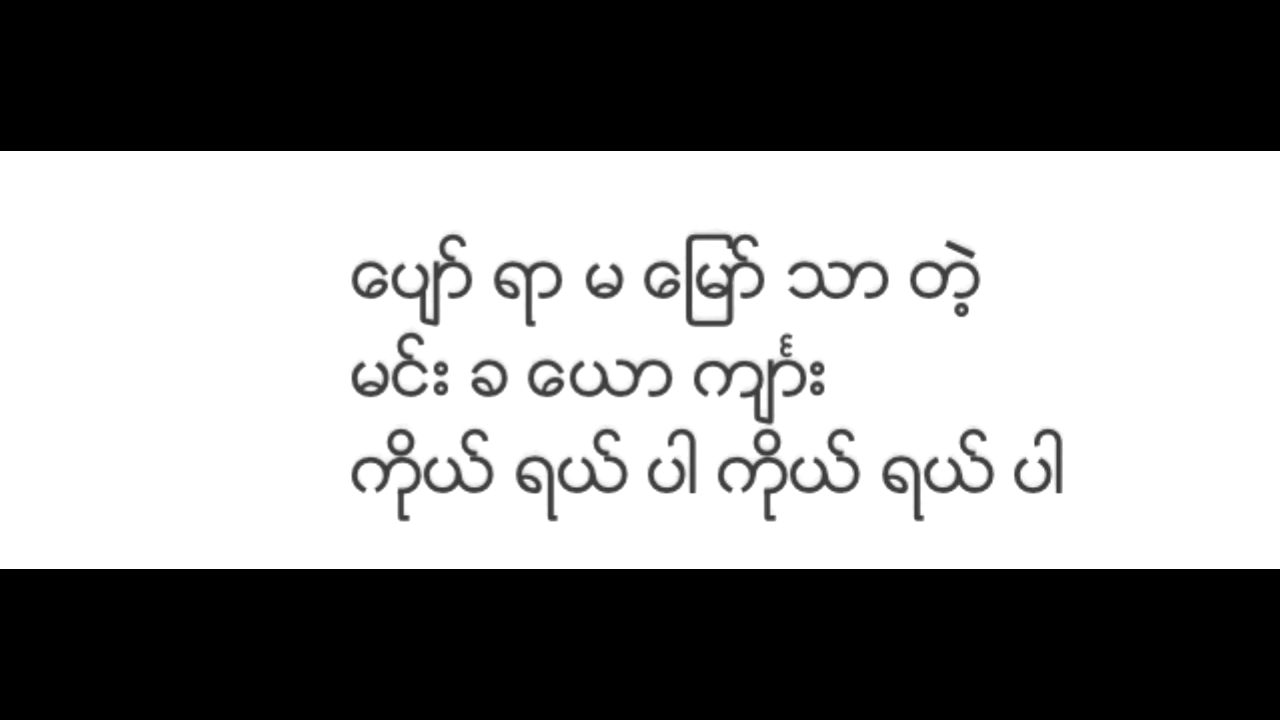 ပျော် ရာ မ မြော် သာ တဲ့
မင်း ခ ယော ကျင်္ား
ကိုယ် ရယ် ပါ ကိုယ် ရယ် ပါ